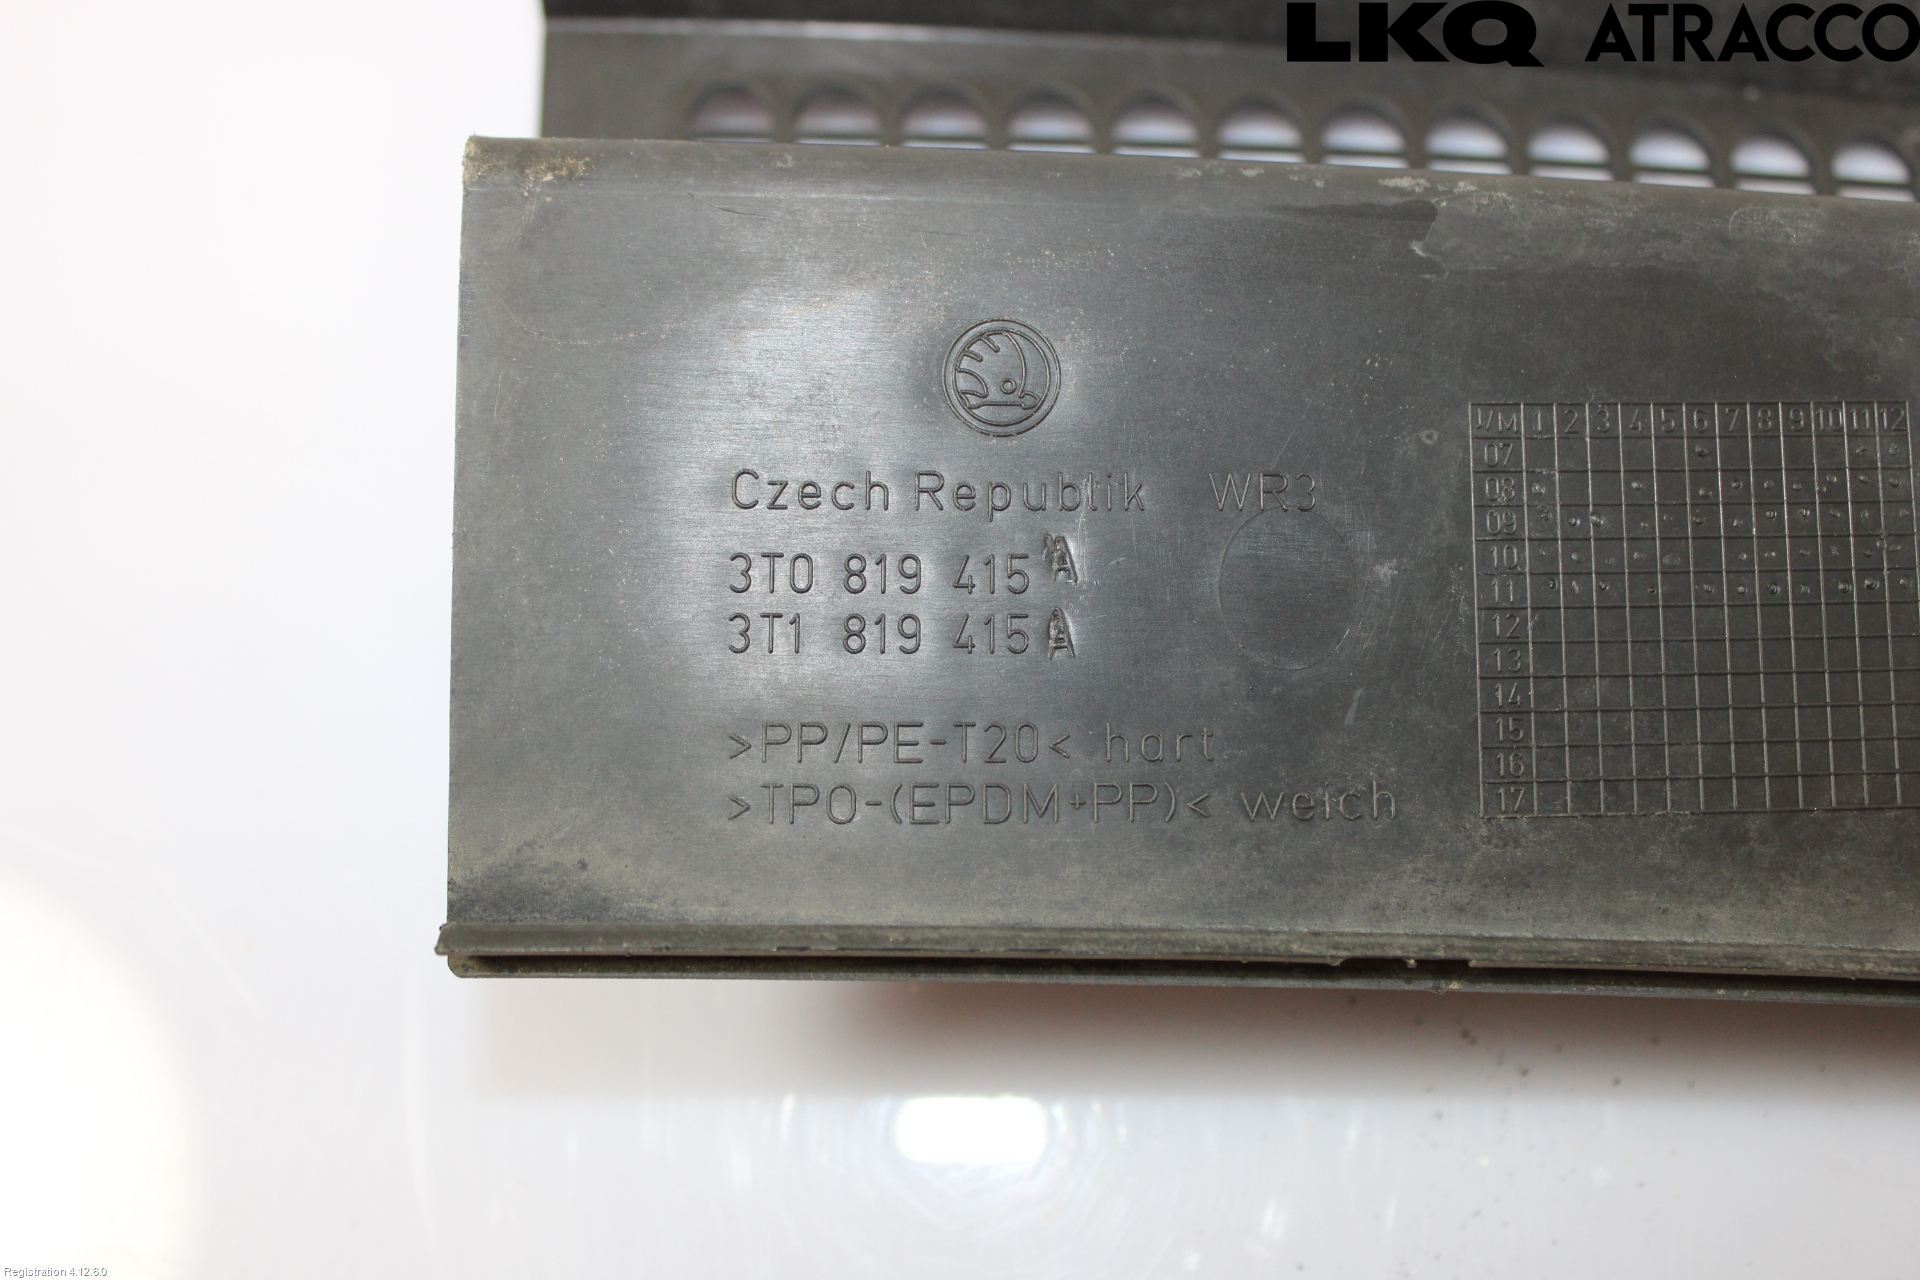 LKQ ATRACCO
Czech Republik WR3
3T0 819 415 A
3T1 819 415 A
>PP/PE-T20< hart
>TPO-(EPDM+PP)< weich
J/M 1 2 3 4 5 6 7 8 9 10 11 12
07
08
09
10
11
12
13
14
15
16
17
Registration 4.12.6.0